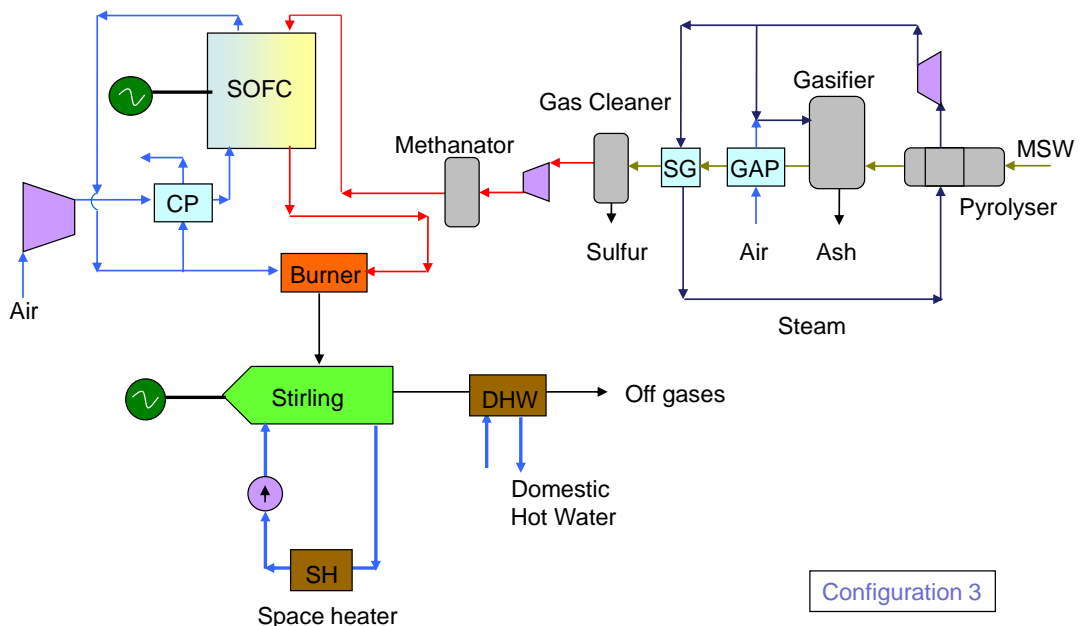 SOFC
Gasifier
Gas Cleaner
Methanator
MSW
SG
GAP
CP
Pyrolyser
Sulfur
Air
Ash
Burner
Air
Steam
Stirling
DHW
Off gases
Domestic
Hot Water
SH
Configuration 3
Space heater